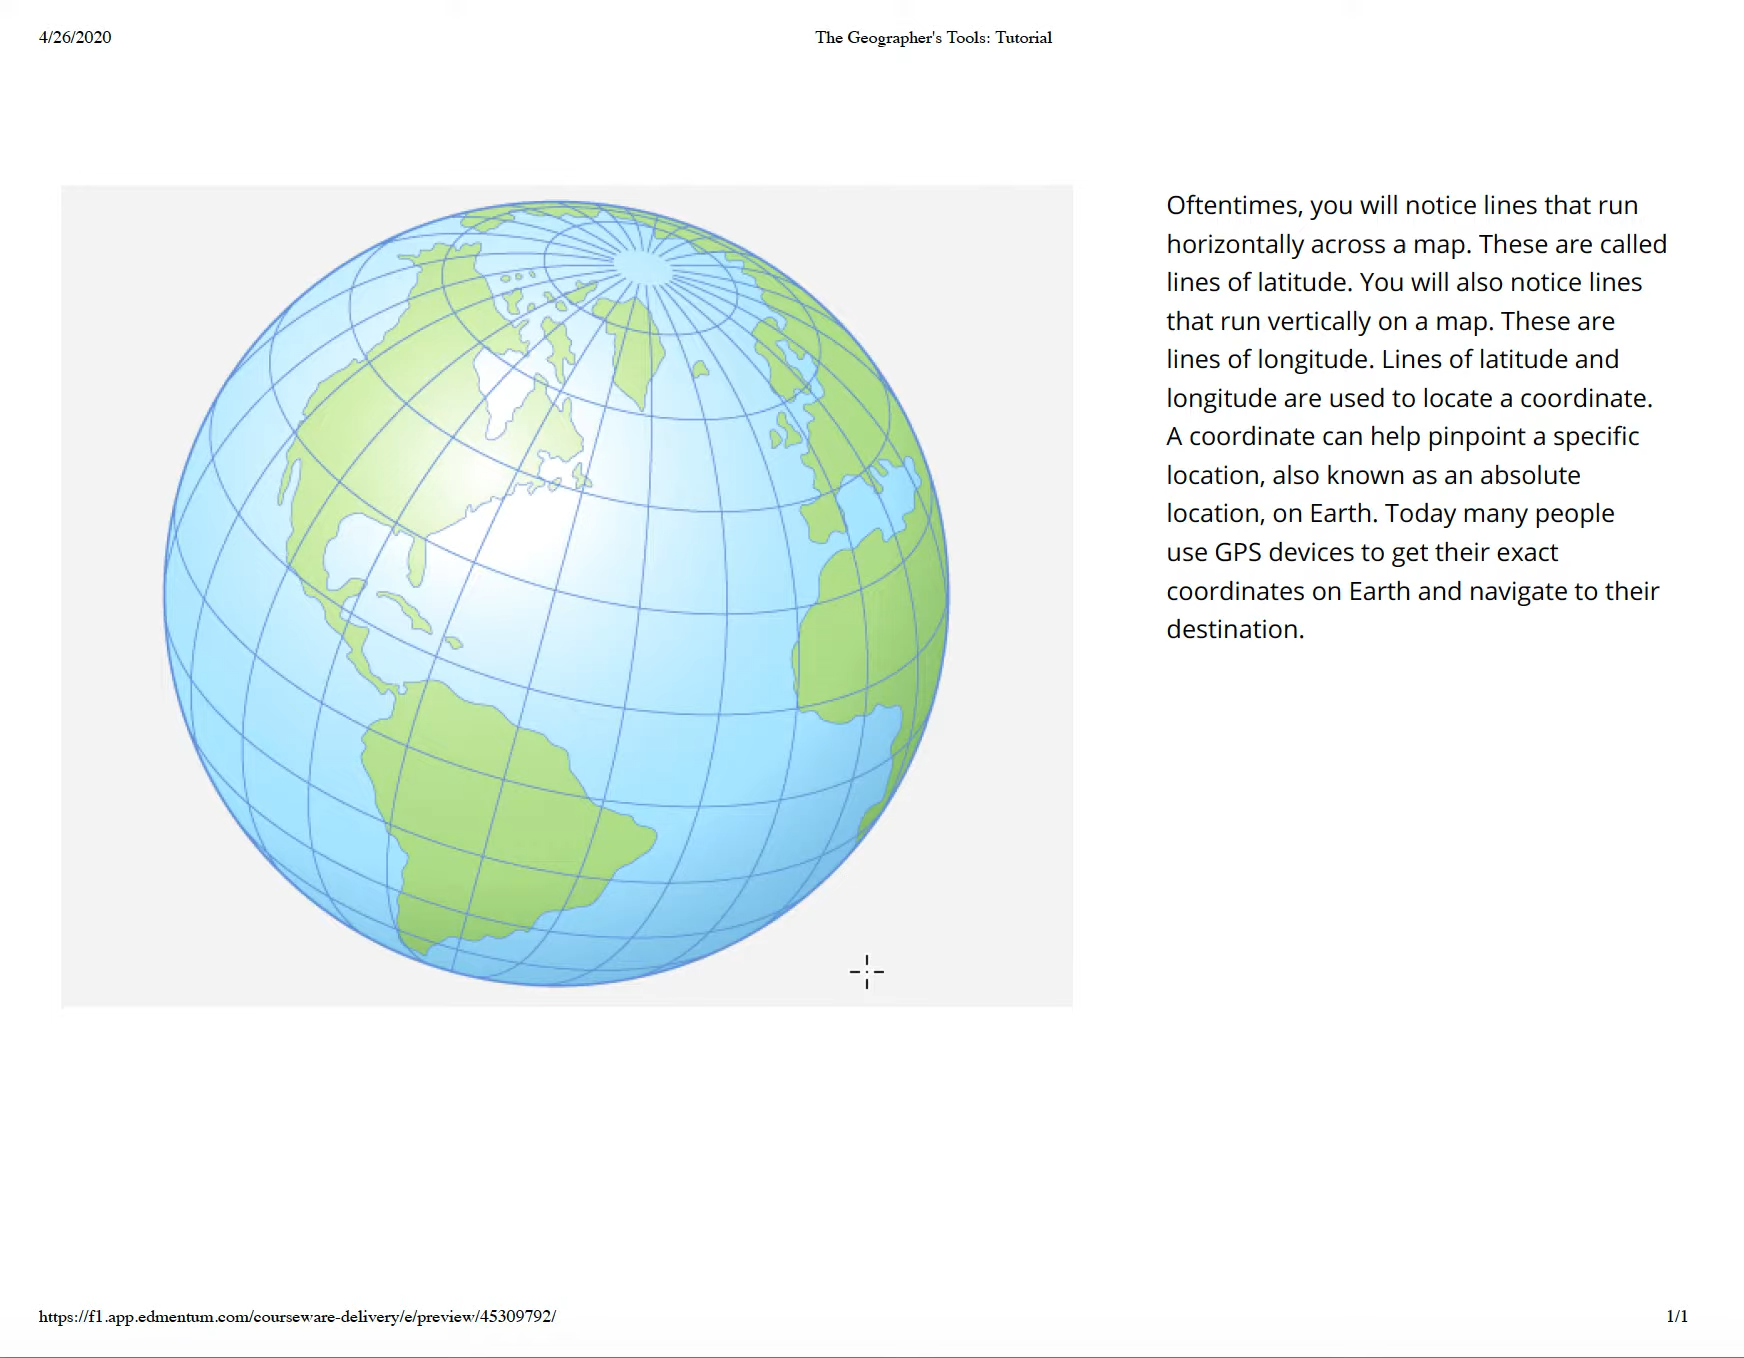 4/26/2020
The Geographer's Tools: Tutorial
Oftentimes, you will notice lines that run
horizontally across a map. These are called
lines of latitude. You will also notice lines
that run vertically on a map. These are
lines of longitude. Lines of latitude and
longitude are used to locate a coordinate.
A coordinate can help pinpoint a specific
location, also known as an absolute
location, on Earth. Today many people
use GPS devices to get their exact
coordinates on Earth and navigate to their
destination.
https://f1.app.edmentum.com/courseware-delivery/e/preview/45309792/
1/1